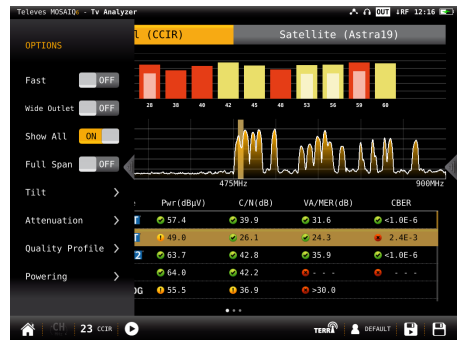 Televes MOSAIQ6 - Tv Analyzer
OUT ↓RF 12:16
OPTIONS
l (CCIR)
Satellite (Astra19)
Fast OFF
Wide Outlet OFF
Show All ON
Full Span OFF
Tilt >
Attenuation >
Quality Profile >
Powering >
28 38 40 42 45 48 53 56 59 60
475MHz
900MHz
Pwr(dBμV) C/N(dB) VA/MER(dB) CBER
57.4 39.9 31.6 <1.0E-6
49.0 26.1 24.3 2.4E-3
2 63.7 42.8 35.9 <1.0E-6
64.0 42.2 - - - - - -
OG 55.5 36.9 >30.0
CH
23 CCIR
TERRA
DEFAULT